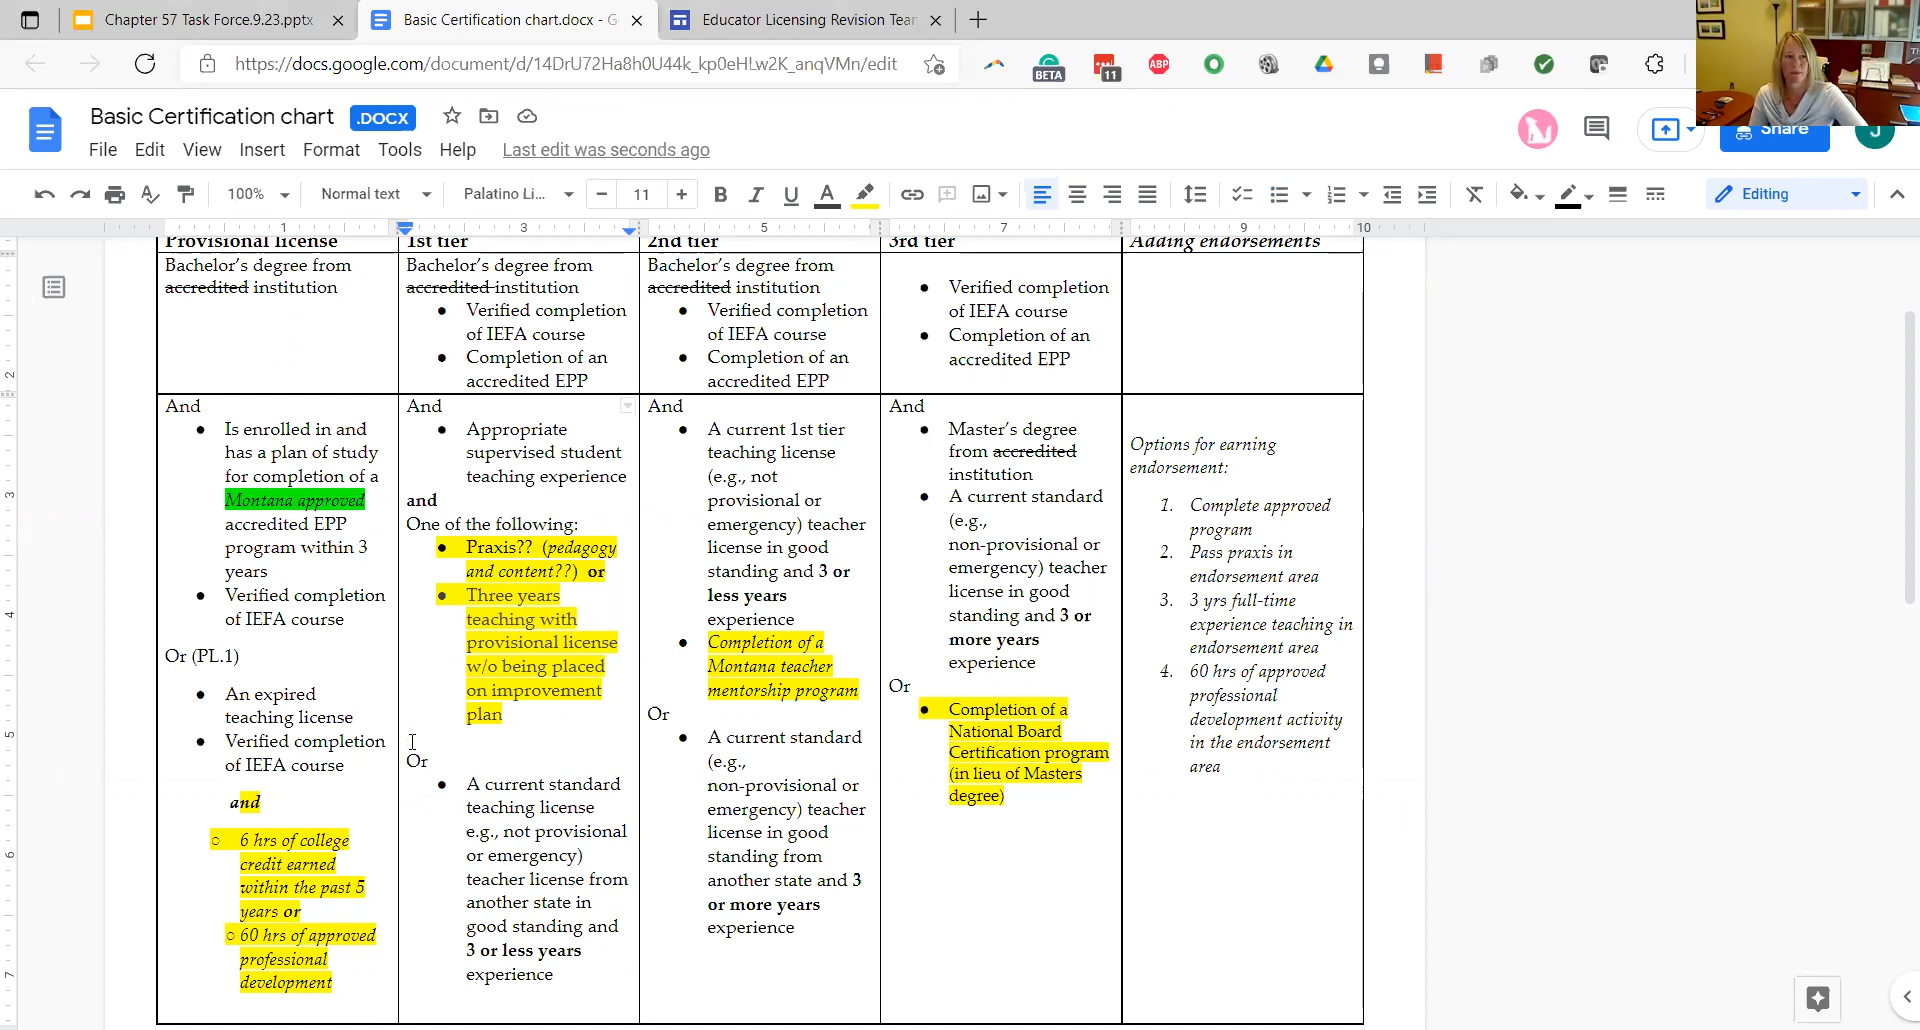 Chapter 57 Task Force.9.23.pptx
Basic Certification chart.docx - G
Educator Licensing Revision Tear
https://docs.google.com/document/d/14DrU72Ha8h0U44k_kp0eHLw2K_anqVMn/edit
BETA
11
ABP
Basic Certification chart
.DOCX
Share
J
File Edit View Insert Format Tools Help Last edit was seconds ago
100% Normal text Palatino Li... 11 B I U A Editing
1 3 4 5 7 8 9 10
Provisional license
Bachelor's degree from
accredited institution
And
● Is enrolled in and
has a plan of study
for completion of a
Montana approved
accredited EPP
program within 3
years
● Verified completion
of IEFA course
Or (PL.1)
● An expired
teaching license
● Verified completion
of IEFA course
and
○ 6 hrs of college
credit earned
within the past 5
years or
○ 60 hrs of approved
professional
development
1st tier
Bachelor's degree from
accredited institution
● Verified completion
of IEFA course
● Completion of an
accredited EPP
And
● Appropriate
supervised student
teaching experience
and
One of the following:
● Praxis?? (pedagogy
and content??) or
● Three years
teaching with
provisional license
w/o being placed
on improvement
plan
Or
● A current standard
teaching license
e.g., not provisional
or emergency)
teacher license from
another state in
good standing and
3 or less years
experience
2nd tier
Bachelor's degree from
accredited institution
● Verified completion
of IEFA course
● Completion of an
accredited EPP
And
● A current 1st tier
teaching license
(e.g., not
provisional or
emergency) teacher
license in good
standing and 3 or
less years
experience
● Completion of a
Montana teacher
mentorship program
Or
● A current standard
(e.g.,
non-provisional or
emergency) teacher
license in good
standing from
another state and 3
or more years
experience
3rd tier
● Verified completion
of IEFA course
● Completion of an
accredited EPP
And
● Master's degree
from accredited
institution
● A current standard
(e.g.,
non-provisional or
emergency) teacher
license in good
standing and 3 or
more years
experience
Or
● Completion of a
National Board
Certification program
(in lieu of Masters
degree)
Adding endorsements
Options for earning
endorsement:
1. Complete approved
program
2. Pass praxis in
endorsement area
3. 3 yrs full-time
experience teaching in
endorsement area
4. 60 hrs of approved
professional
development activity
in the endorsement
area
2
3
4
5
6
7